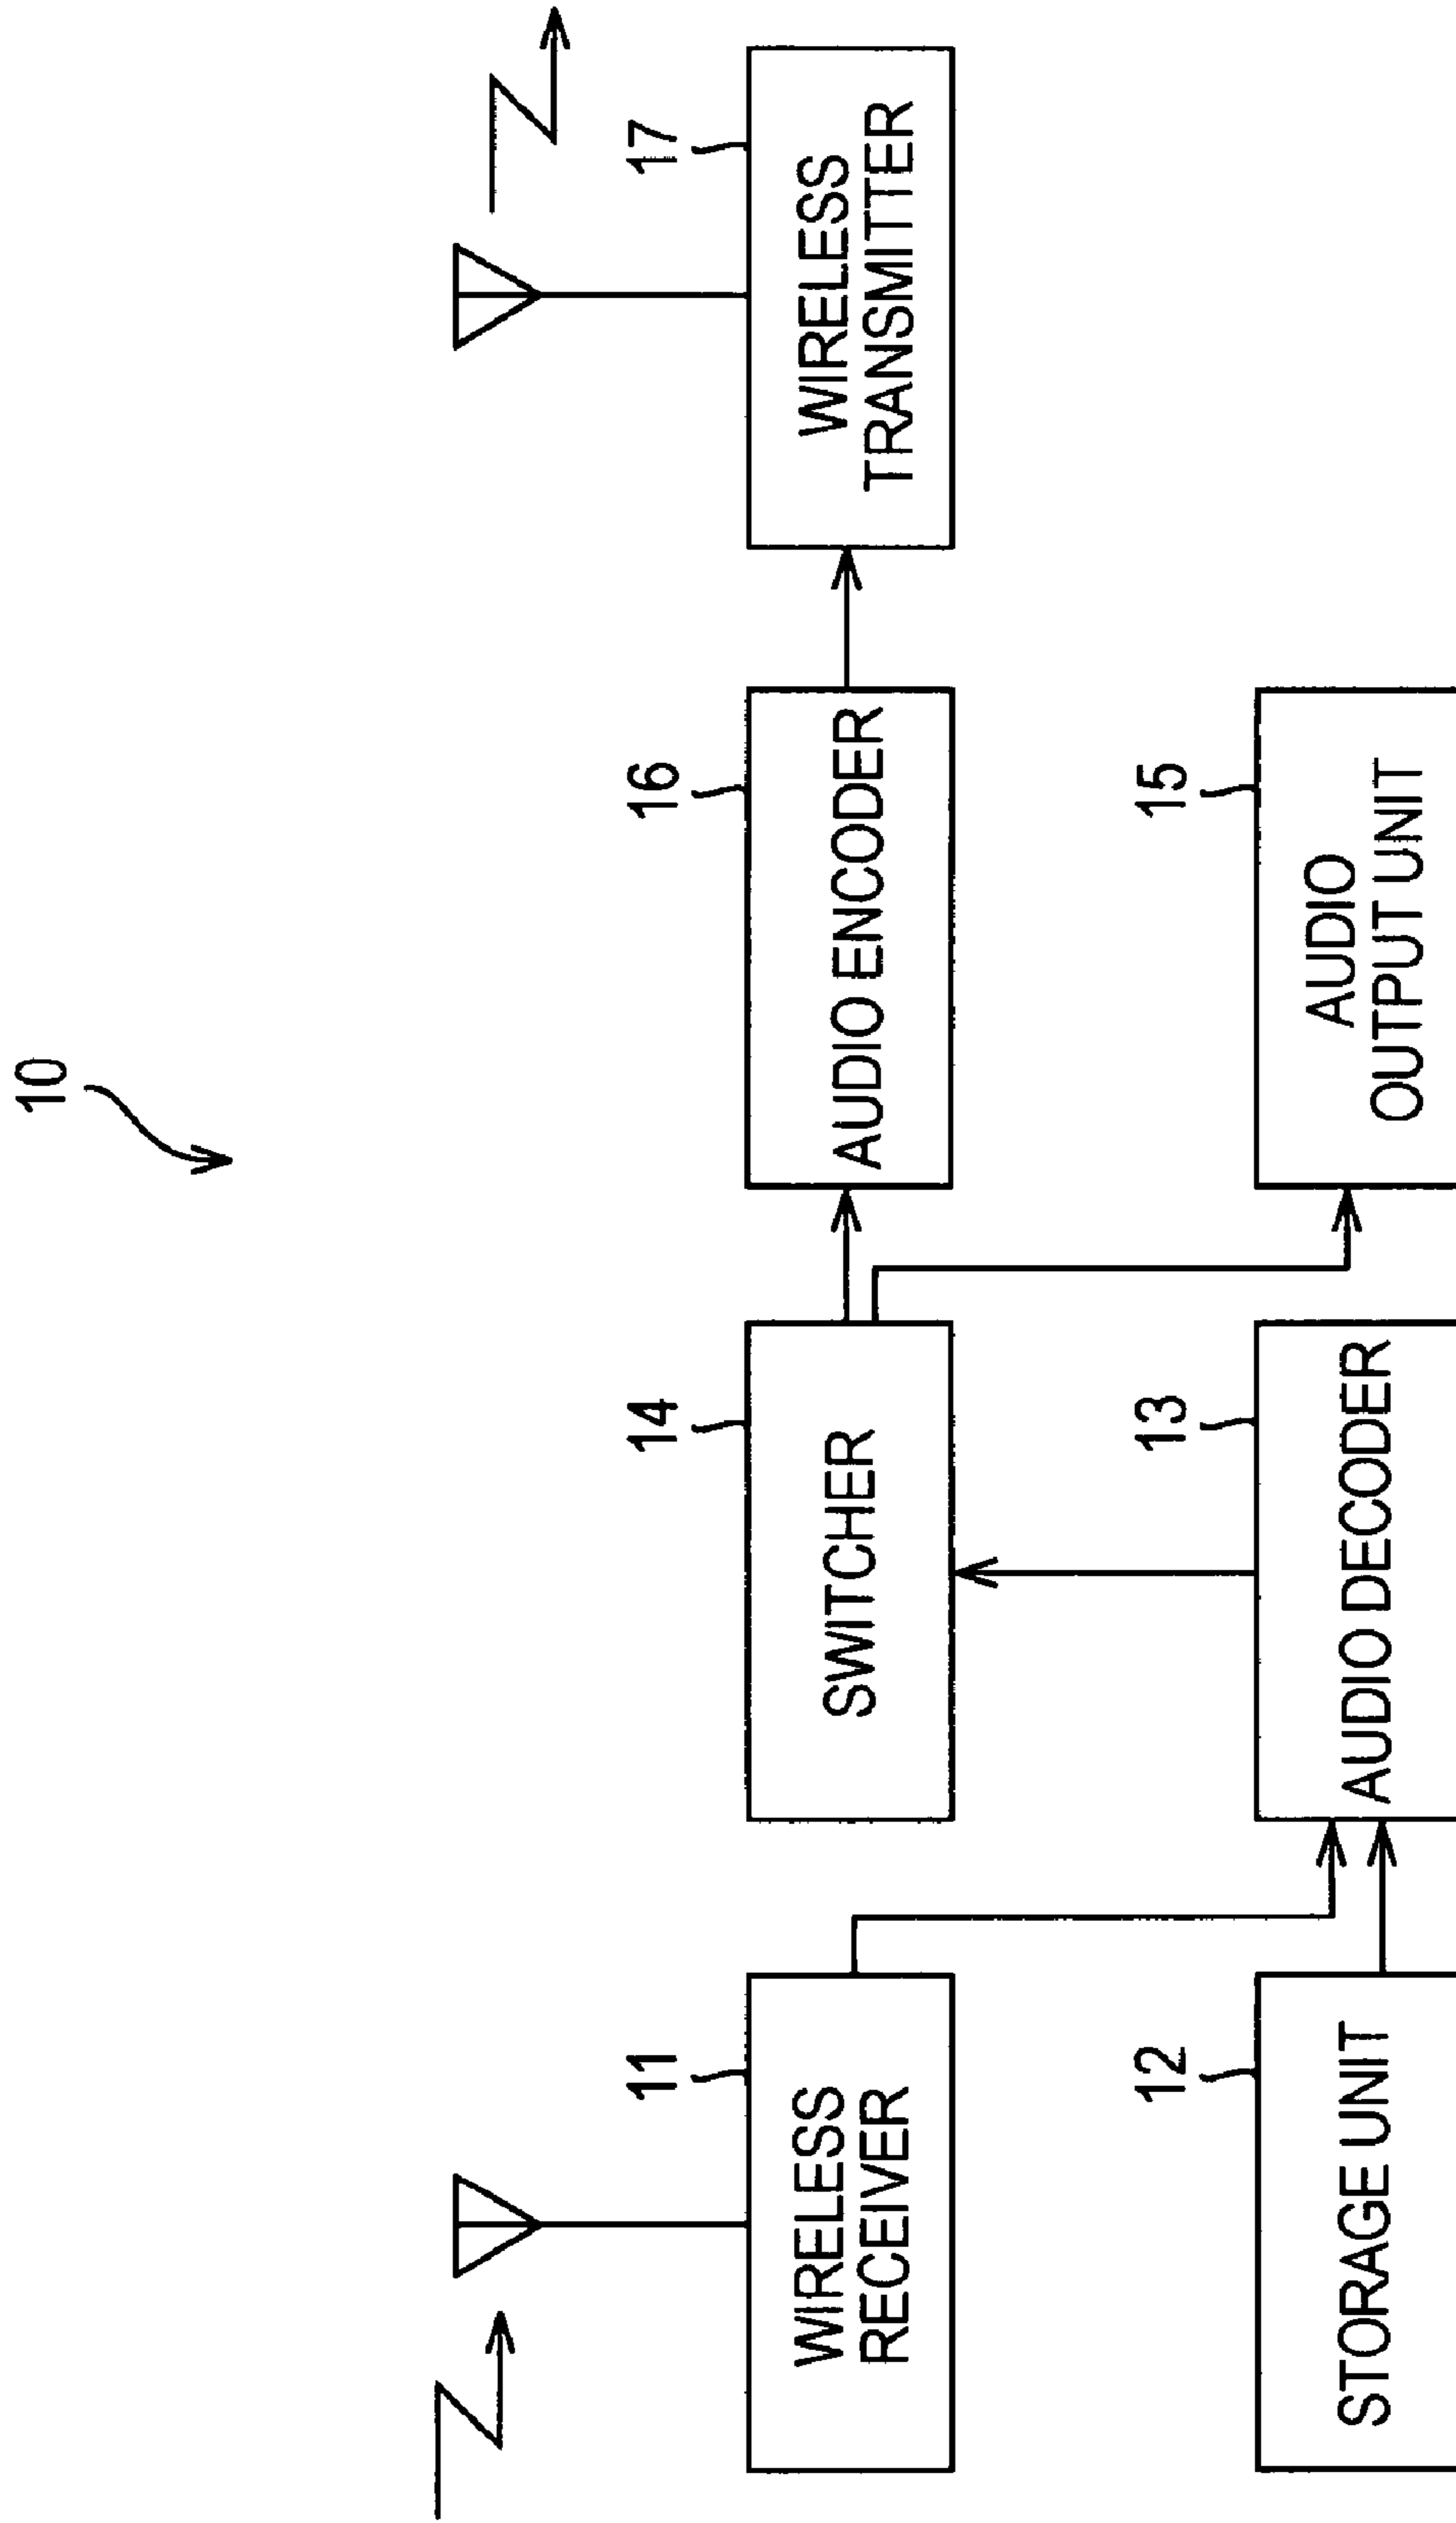 10
11
WIRELESS
RECEIVER
14
SWITCHER
16
AUDIO ENCODER
17
WIRELESS
TRANSMITTER
12
STORAGE UNIT
13
AUDIO DECODER
15
AUDIO
OUTPUT UNIT